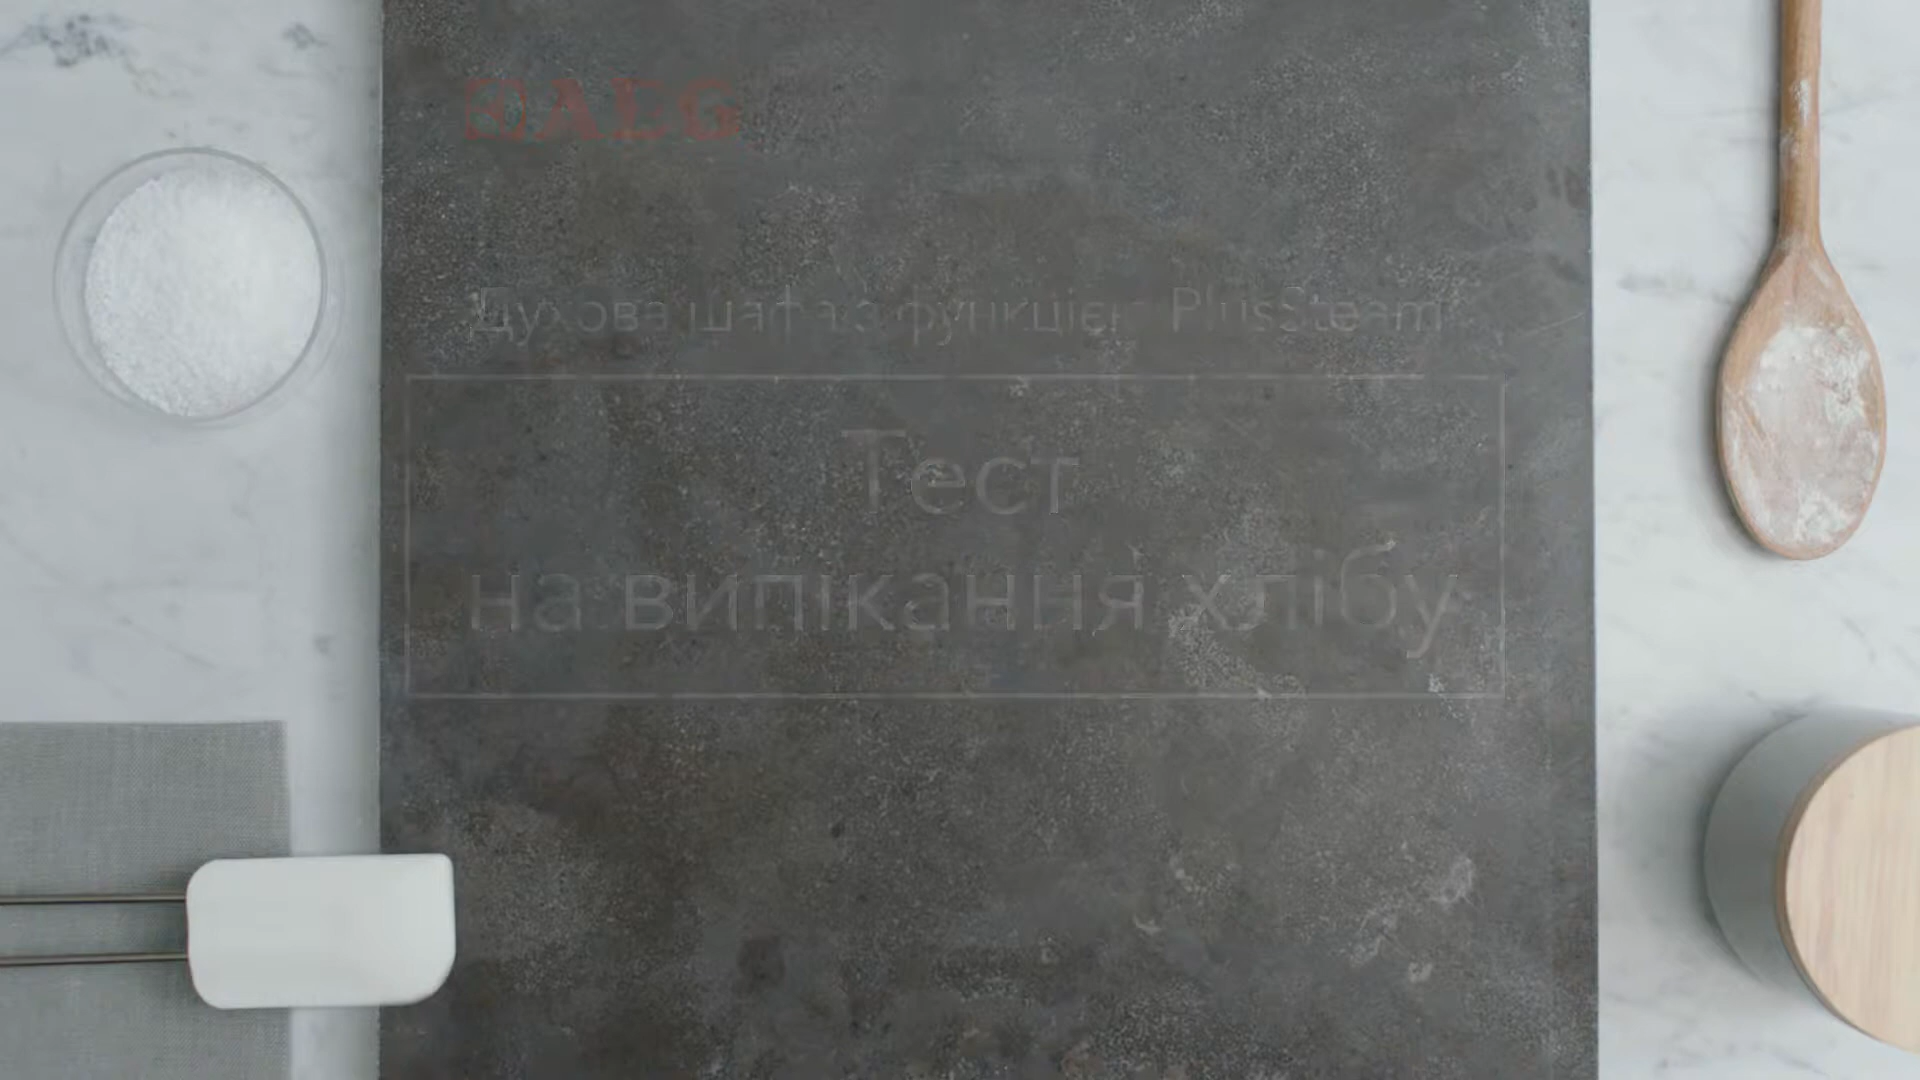 AEG
Духова шафа з функцією PlusSteam
Тест
на випікання хлібу